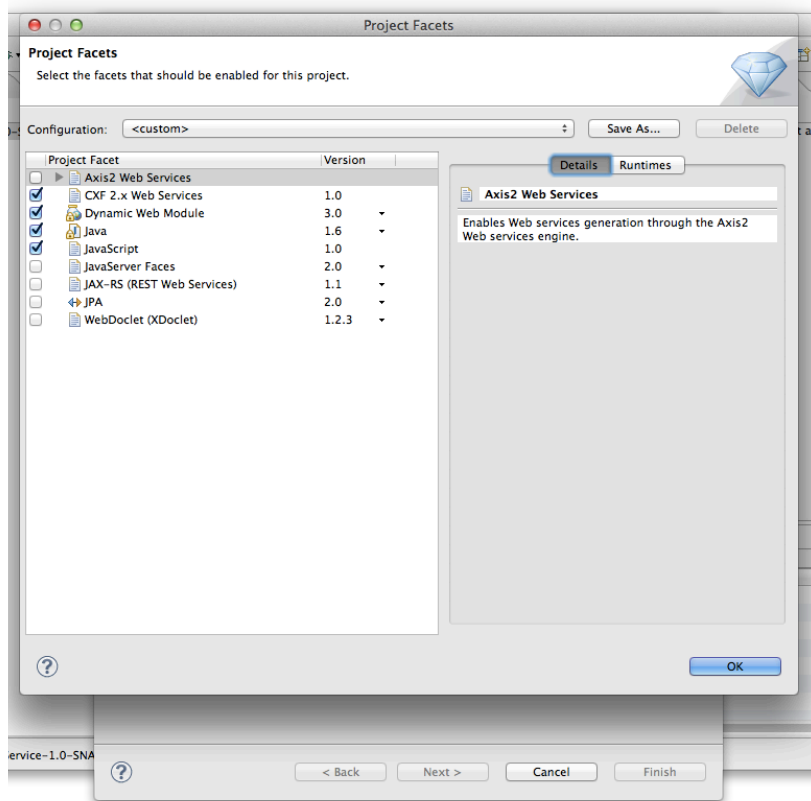 Project Facets
Project Facets
Select the facets that should be enabled for this project.
Configuration: <custom> Save As... Delete
Project Facet Version
Axis2 Web Services
CXF 2.x Web Services 1.0
Dynamic Web Module 3.0
Java 1.6
JavaScript 1.0
JavaServer Faces 2.0
JAX-RS (REST Web Services) 1.1
JPA 2.0
WebDoclet (XDoclet) 1.2.3
Details Runtimes
Axis2 Web Services
Enables Web services generation through the Axis2
Web services engine.
?
OK
ervice-1.0-SNA
?
< Back Next > Cancel Finish